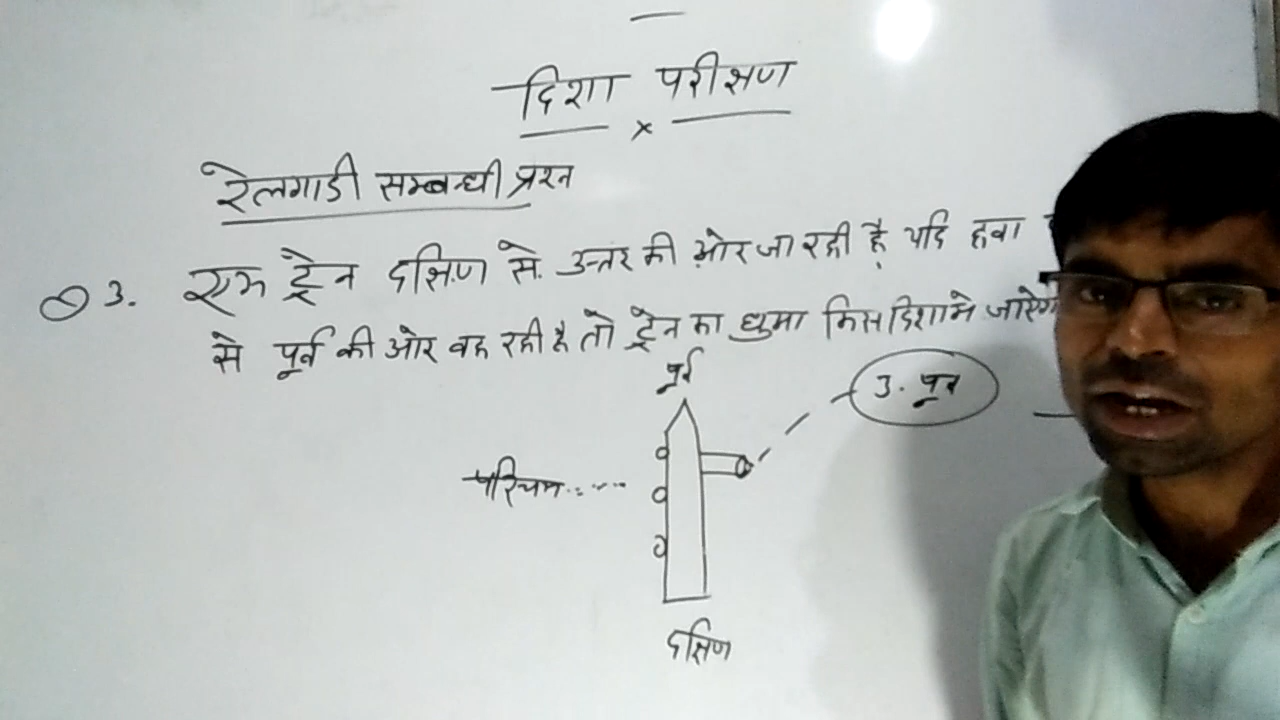 दिशा परीक्षण
×
रेलगाडी सम्बन्धी प्रश्न
Q 3. एक ट्रेन दक्षिण से उत्तर की ओर जा रही है यदि हवा
से पूर्व की ओर बह रही है तो ट्रेन का धुआ किस दिशा मे जाऐगा
पूर्व
उ. पूर्व
पश्चिम
दक्षिण